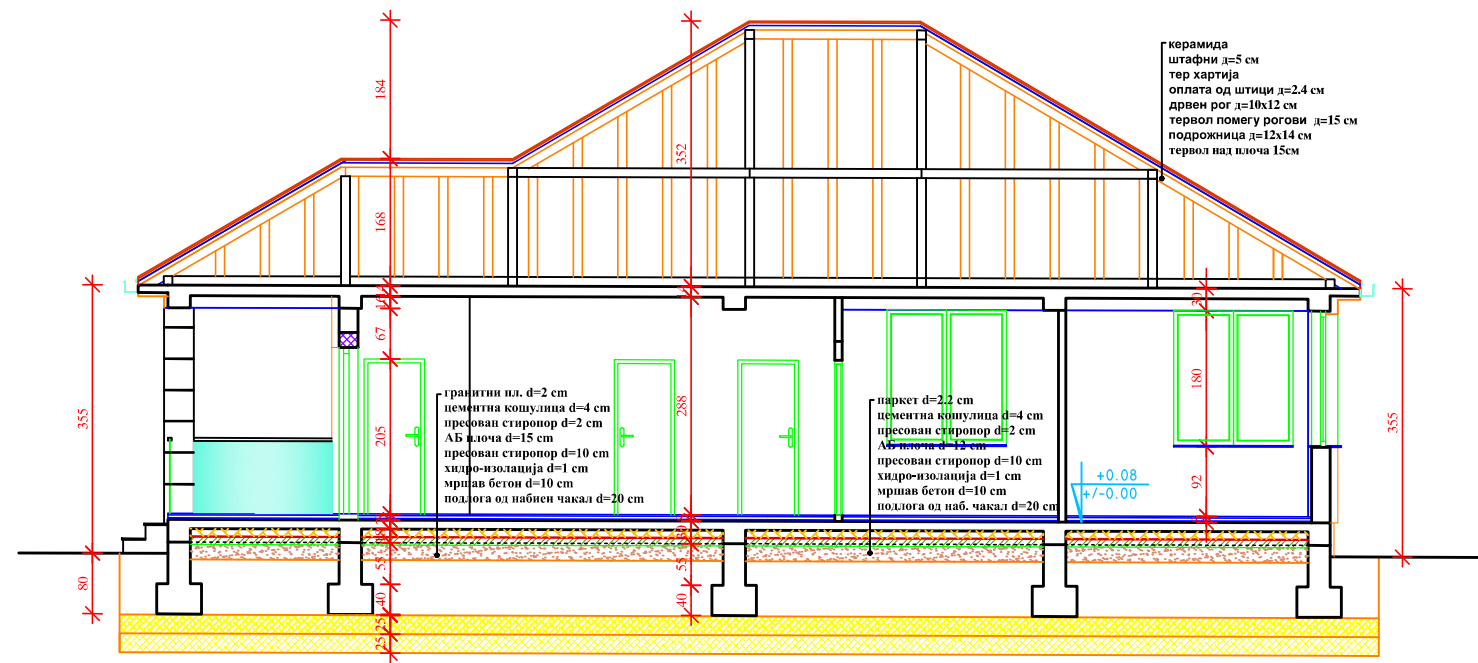 184
352
керамида
штафни д=5 см
тер хартија
оплата од штици д=2.4 см
дрвен рог д=10х12 см
тервол помегу рогови д=15 см
подрожница д=12х14 см
тервол над плоча 15см
168
67
30
355
205
288
180
92
355
гранитни пл. d=2 cm
цементна кошулица d=4 cm
пресован стиропор d=2 cm
АБ плоча d=15 cm
пресован стиропор d=10 cm
хидро-изолација d=1 cm
мршав бетон d=10 cm
подлога од набиен чакал d=20 cm
паркет d=2.2 cm
цементна кошулица d=4 cm
пресован стиропор d=2 cm
АБ плоча d=12 cm
пресован стиропор d=10 cm
хидро-изолација d=1 cm
мршав бетон d=10 cm
подлога од наб. чакал d=20 cm
+0.08
+/-0.00
80
55
55
40
40
25
25